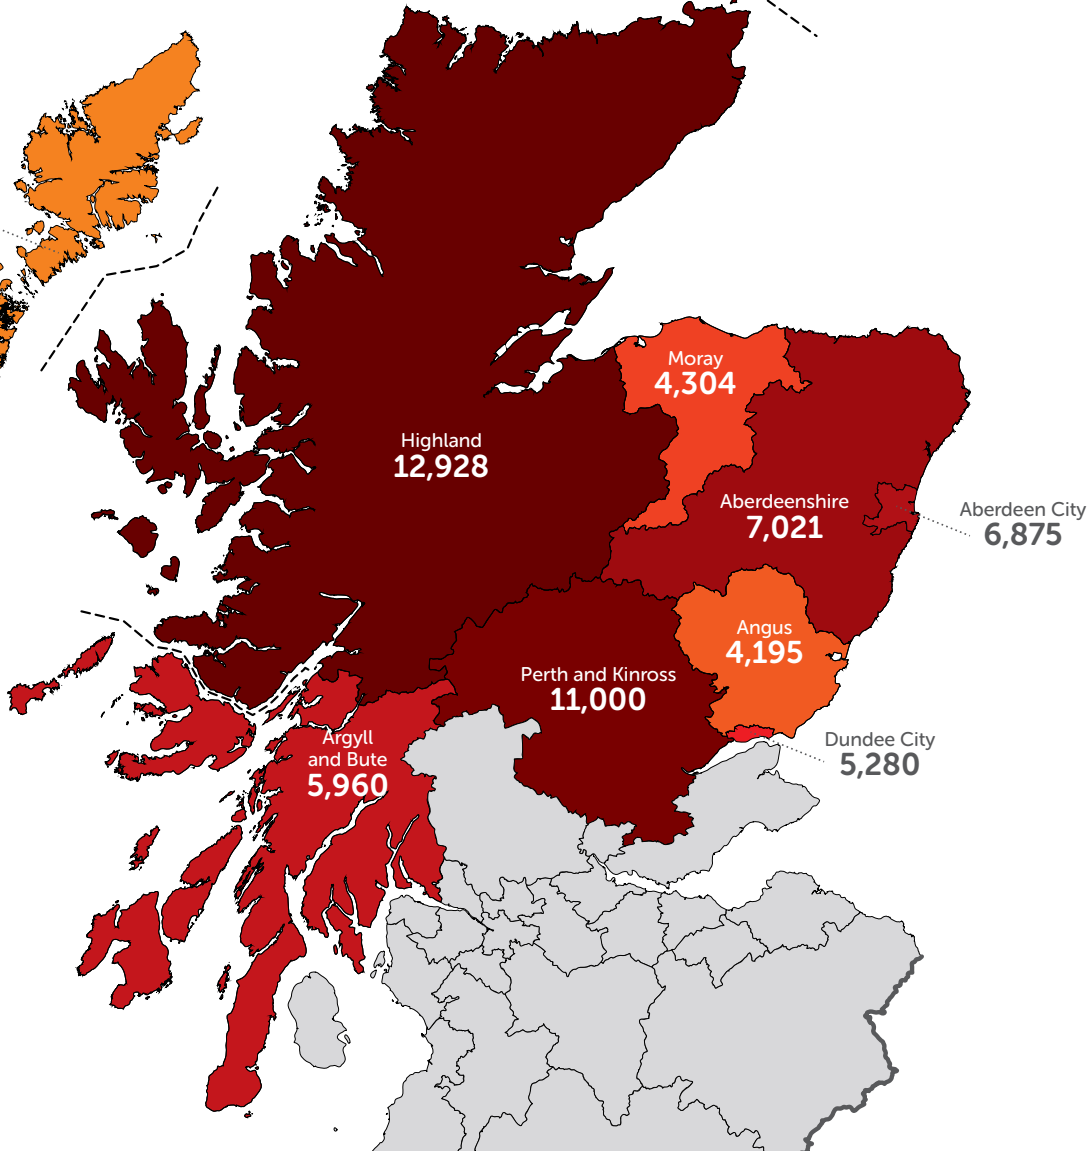 Moray
4,304
Highland
12,928
Aberdeenshire
7,021
Aberdeen City
6,875
Angus
4,195
Perth and Kinross
11,000
Argyll
and Bute
5,960
Dundee City
5,280